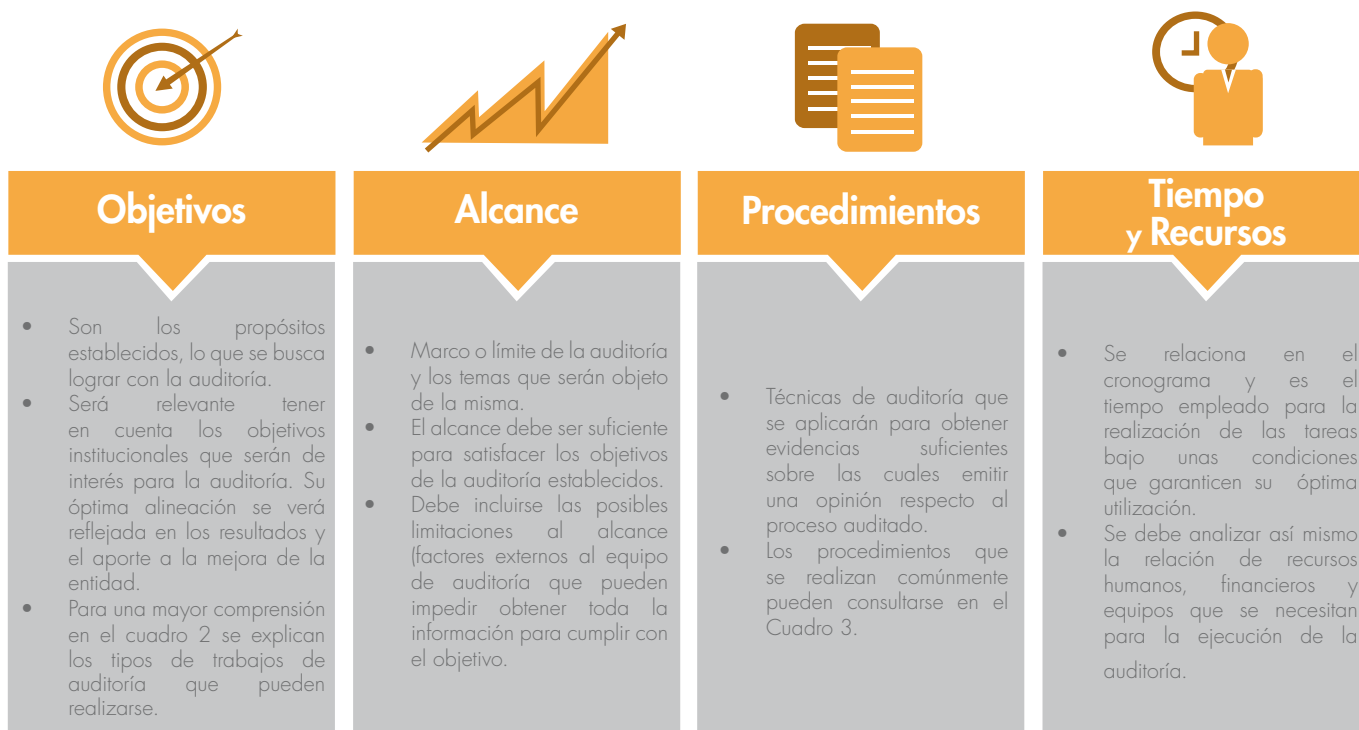 Objetivos
• Son los propósitos
establecidos, lo que se busca
lograr con la auditoría.
• Será relevante tener
en cuenta los objetivos
institucionales que serán de
interés para la auditoría. Su
óptima alineación se verá
reflejada en los resultados y
el aporte a la mejora de la
entidad.
• Para una mayor comprensión
en el cuadro 2 se explican
los tipos de trabajos de
auditoría que pueden
realizarse.
Alcance
• Marco o límite de la auditoría
y los temas que serán objeto
de la misma.
• El alcance debe ser suficiente
para satisfacer los objetivos
de la auditoría establecidos.
• Debe incluirse las posibles
limitaciones al alcance
(factores externos al equipo
de auditoría que pueden
impedir obtener toda la
información para cumplir con
el objetivo.
Procedimientos
• Técnicas de auditoría que
se aplicarán para obtener
evidencias suficientes
sobre las cuales emitir
una opinión respecto al
proceso auditado.
• Los procedimientos que
se realizan comúnmente
pueden consultarse en el
Cuadro 3.
Tiempo
y Recursos
• Se relaciona en el
cronograma y es el
tiempo empleado para la
realización de las tareas
bajo unas condiciones
que garanticen su óptima
utilización.
• Se debe analizar así mismo
la relación de recursos
humanos, financieros y
equipos que se necesitan
para la ejecución de la
auditoría.